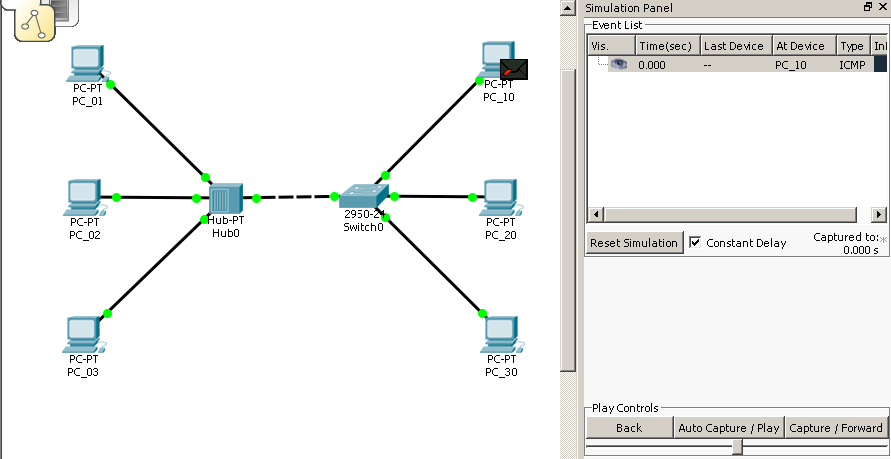 Simulation Panel
Event List
Vis. Time(sec) Last Device At Device Type Inf
0.000 -- PC_10 ICMP
PC-PT
PC_01
PC-PT
PC_10
PC-PT
PC_02
Hub-PT
Hub0
2950-24
Switch0
PC-PT
PC_20
PC-PT
PC_03
PC-PT
PC_30
Reset Simulation Constant Delay Captured to:
0.000 s
Play Controls
Back Auto Capture / Play Capture / Forward